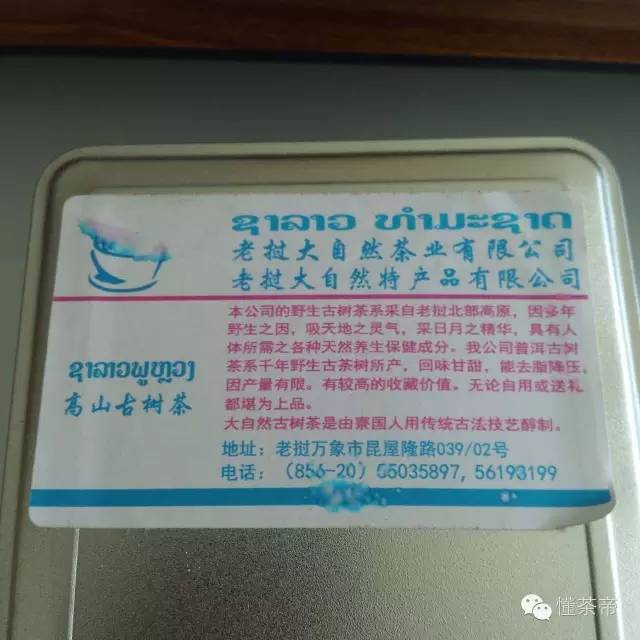 ຊາລາວ ທຳມະຊາດ
老挝大自然茶业有限公司
老挝大自然特产品有限公司
ຊາລາວພູຫຼວງ
高山古树茶
本公司的野生古树茶系采自老挝北部高原，因多年
野生之因，吸天地之灵气，采日月之精华，具有人
体所需之各种天然养生保健成分。我公司普洱古树
茶系千年野生古茶树所产，回味甘甜，能去脂降压，
因产量有限。有较高的收藏价值。无论自用或送礼
都堪为上品。
大自然古树茶是由寮国人用传统古法技艺醇制。
地址：老挝万象市昆屋隆路039/02号
电话：（856-20）55035897, 56193199
懂茶帝